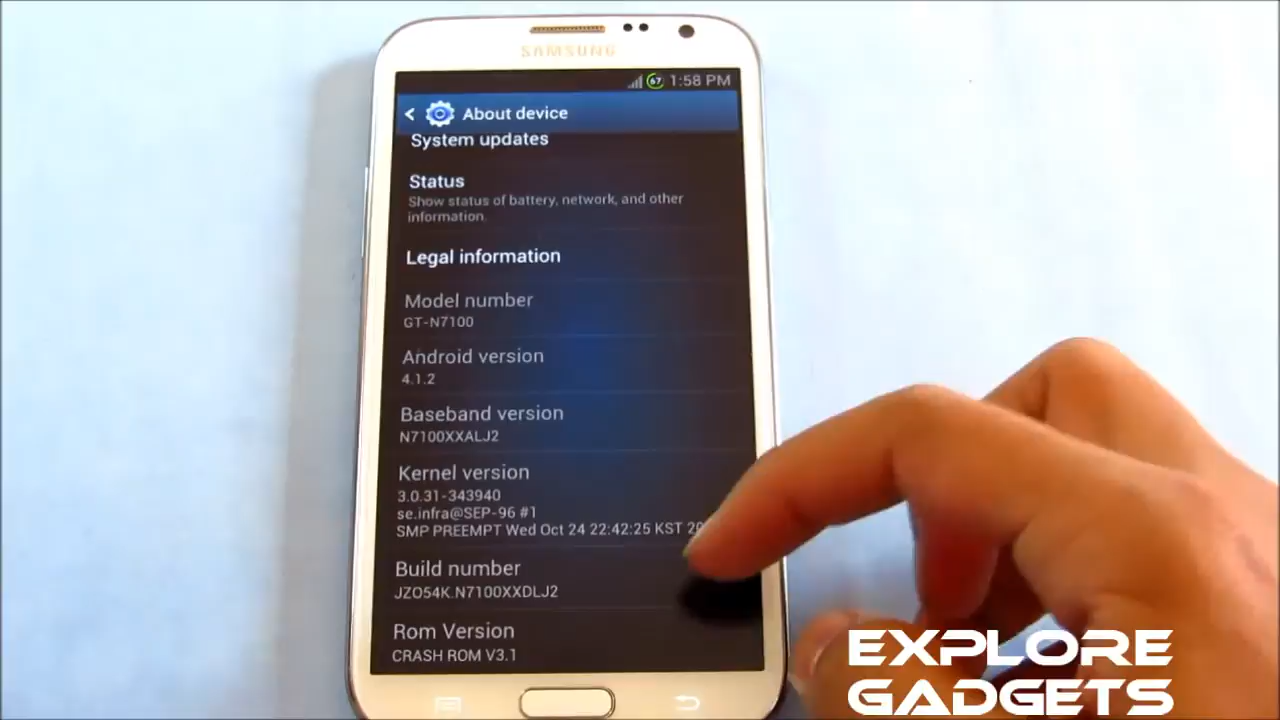 SAMSUNG
67 1:58 PM
About device
System updates
Status
Show status of battery, network, and other
information.
Legal information
Model number
GT-N7100
Android version
4.1.2
Baseband version
N7100XXALJ2
Kernel version
3.0.31-343940
se.infra@SEP-96 #1
SMP PREEMPT Wed Oct 24 22:42:25 KST
Build number
JZO54K.N7100XXDLJ2
Rom Version
CRASH ROM V3.1
EXPLORE
GADGETS